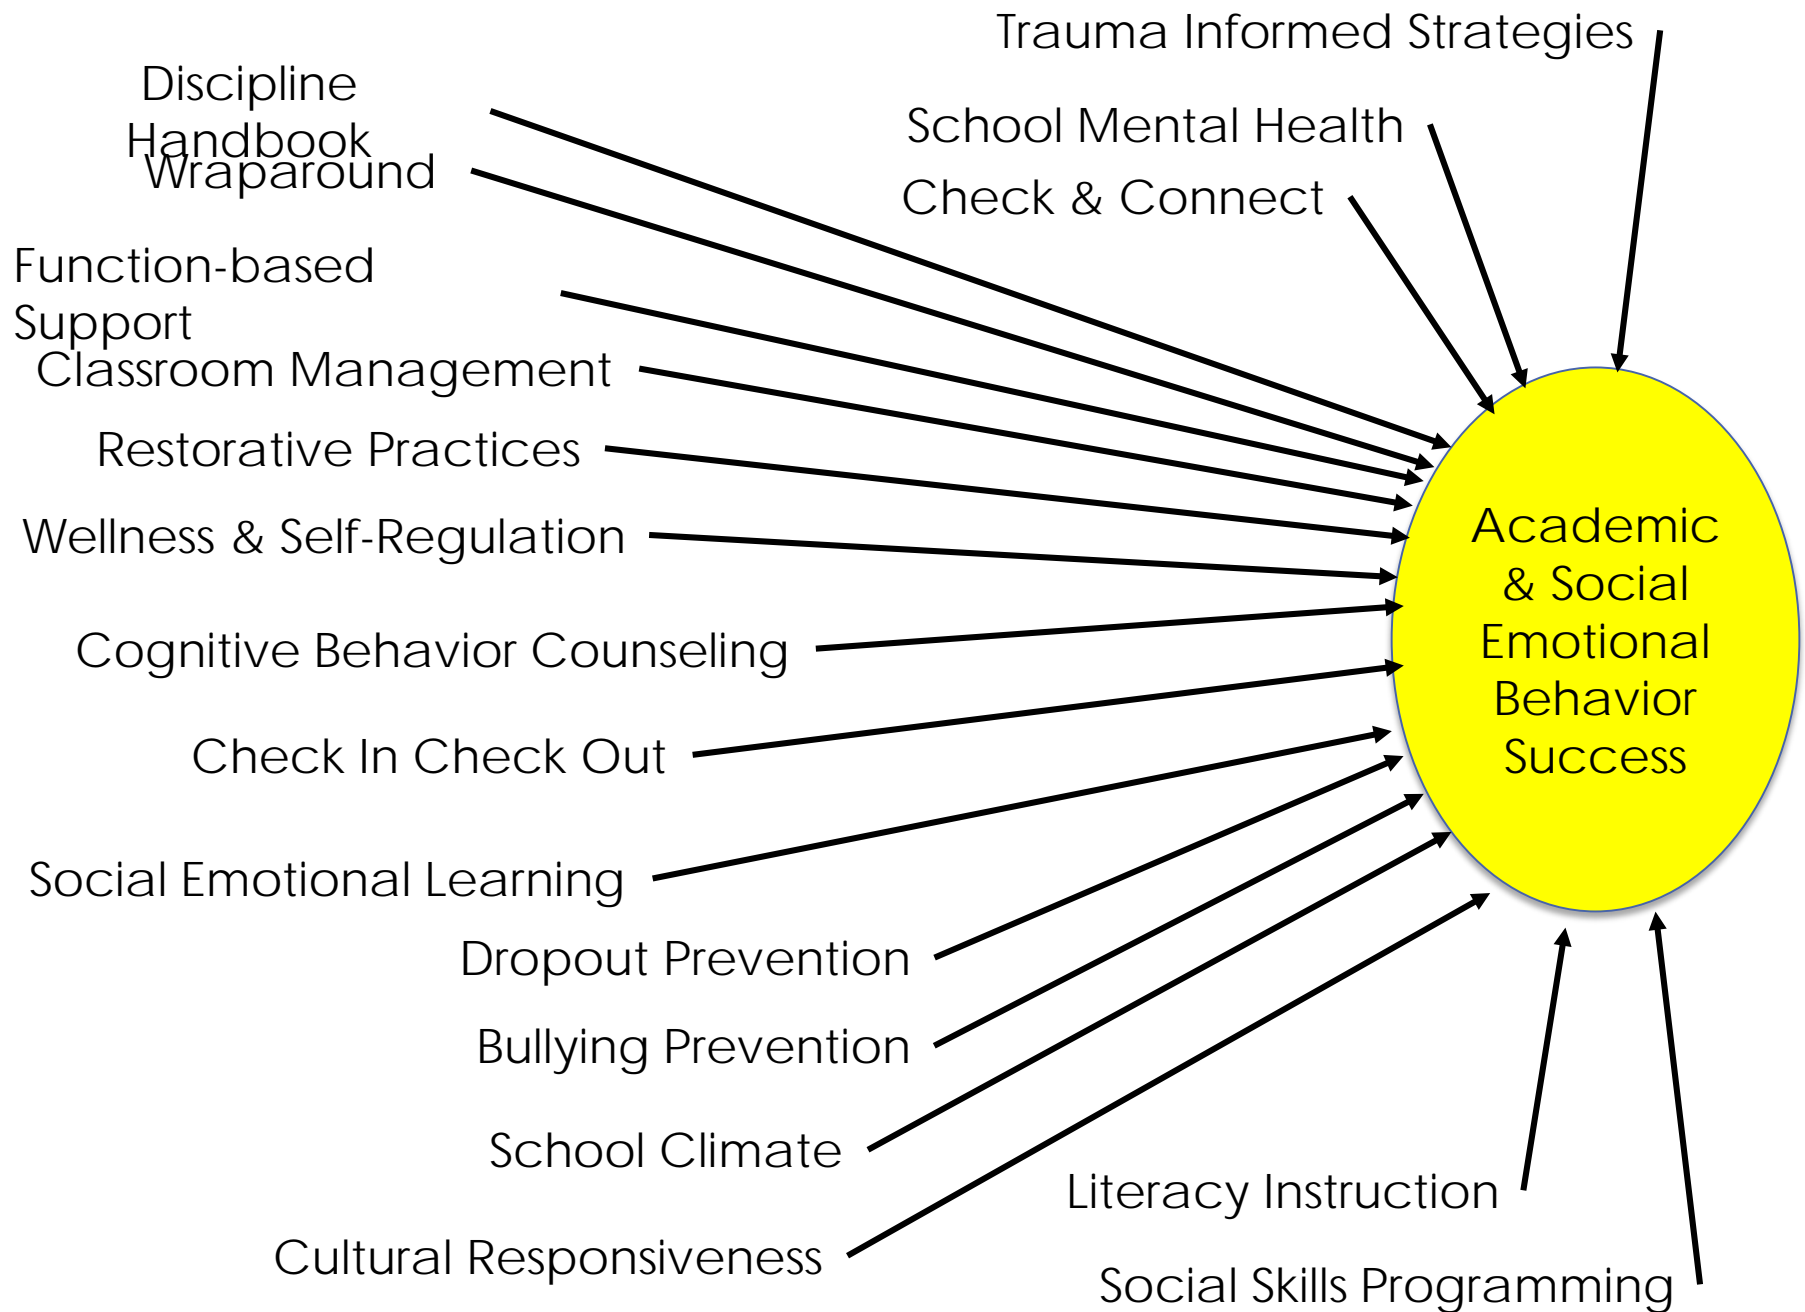 Trauma Informed Strategies
Discipline
Handbook
Wraparound
School Mental Health
Check & Connect
Function-based
Support
Classroom Management
Restorative Practices
Wellness & Self-Regulation
Cognitive Behavior Counseling
Check In Check Out
Social Emotional Learning
Dropout Prevention
Bullying Prevention
School Climate
Cultural Responsiveness
Literacy Instruction
Social Skills Programming
Academic
& Social
Emotional
Behavior
Success